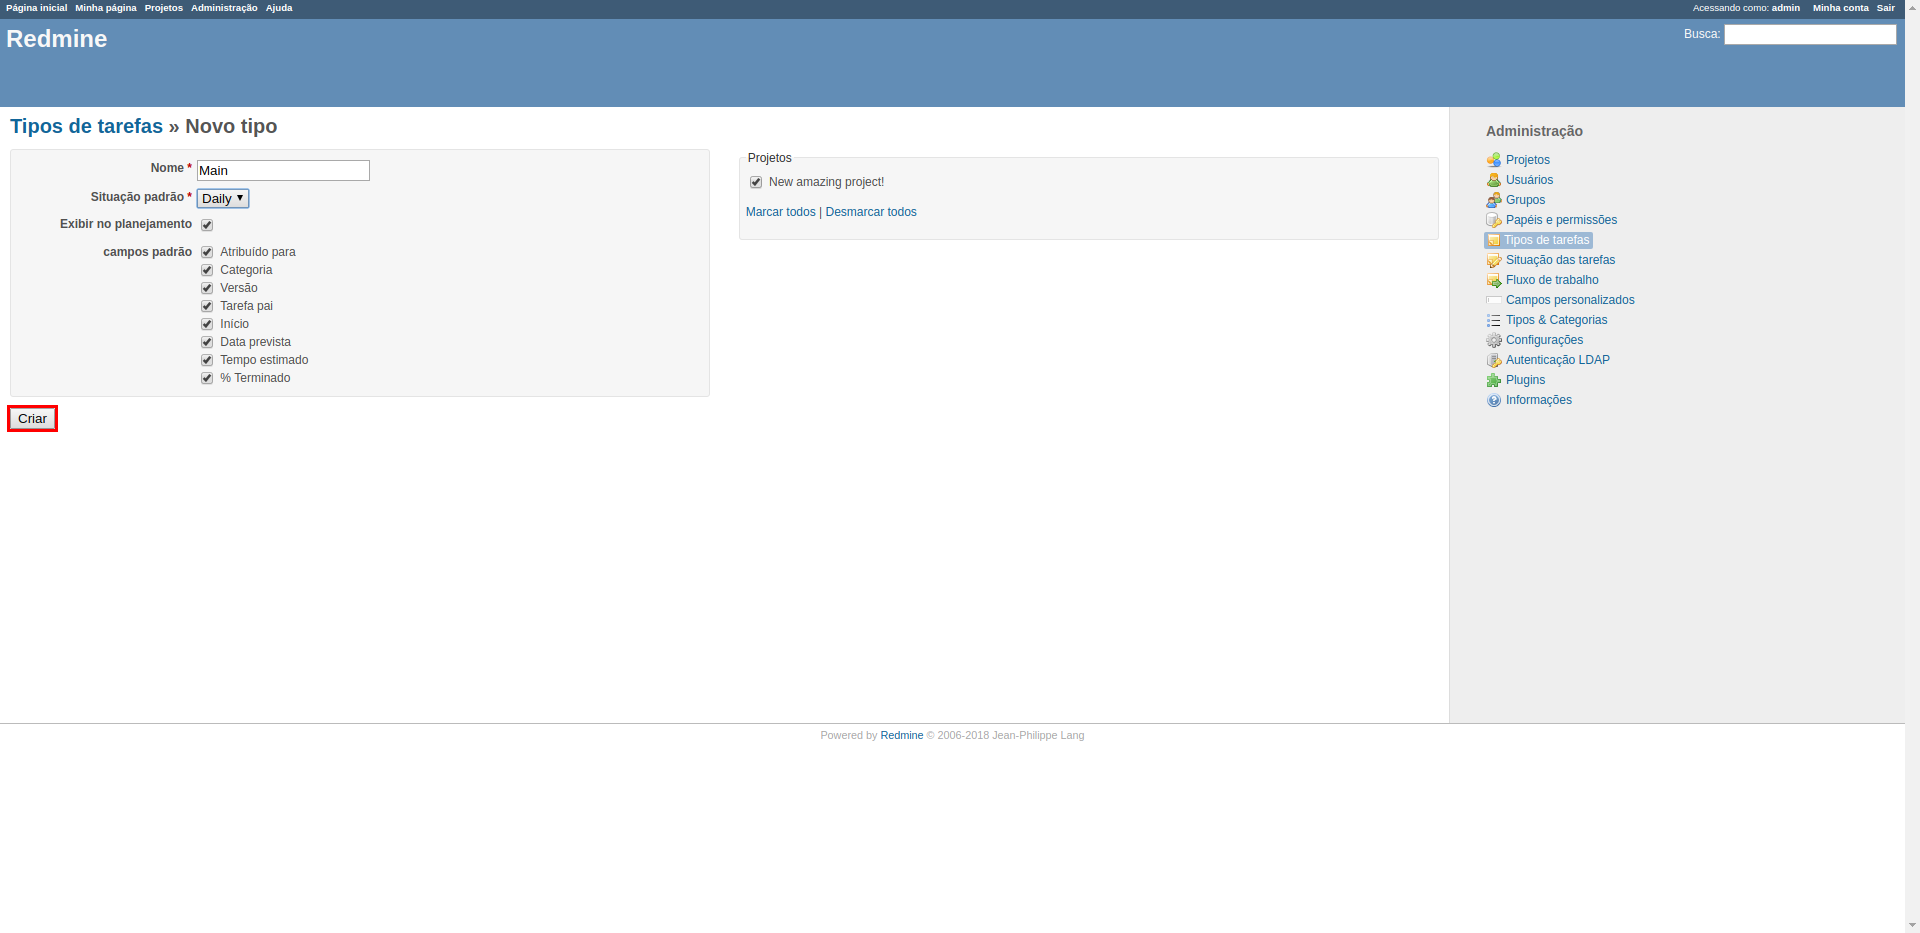 Página inicial Minha página Projetos Administração Ajuda
Acessando como: admin Minha conta Sair
Redmine
Busca:
Tipos de tarefas » Novo tipo
Nome * Main
Situação padrão * Daily
Exibir no planejamento
campos padrão Atribuído para
Categoria
Versão
Tarefa pai
Início
Data prevista
Tempo estimado
% Terminado
Criar
Projetos
New amazing project!
Marcar todos | Desmarcar todos
Administração
Projetos
Usuários
Grupos
Papéis e permissões
Tipos de tarefas
Situação das tarefas
Fluxo de trabalho
Campos personalizados
Tipos & Categorias
Configurações
Autenticação LDAP
Plugins
Informações
Powered by Redmine © 2006-2018 Jean-Philippe Lang